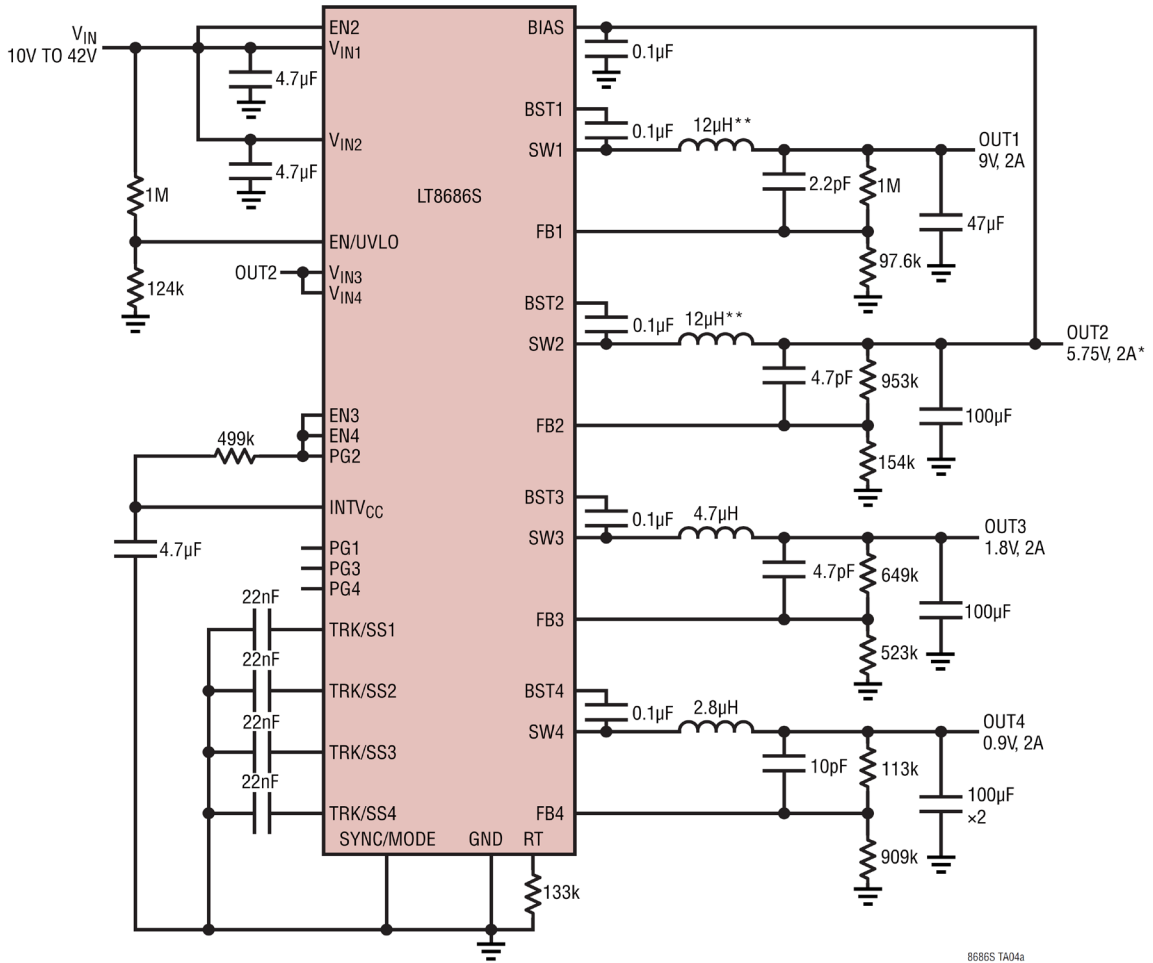 VIN
10V TO 42V
4.7µF
4.7µF
1M
124k
OUT2
499k
4.7µF
22nF
22nF
22nF
22nF
EN2
VIN1
VIN2
EN/UVLO
VIN3
VIN4
EN3
EN4
PG2
INTVCC
PG1
PG3
PG4
TRK/SS1
TRK/SS2
TRK/SS3
TRK/SS4
SYNC/MODE
GND
RT
133k
LT8686S
BIAS
0.1µF
BST1
0.1µF
SW1
12µH**
2.2pF
1M
47µF
OUT1
9V, 2A
FB1
97.6k
BST2
0.1µF
SW2
12µH**
4.7pF
953k
100µF
OUT2
5.75V, 2A*
FB2
154k
BST3
0.1µF
SW3
4.7µH
4.7pF
649k
100µF
OUT3
1.8V, 2A
FB3
523k
BST4
0.1µF
SW4
2.8µH
10pF
113k
100µF
×2
OUT4
0.9V, 2A
FB4
909k
8686S TA04a